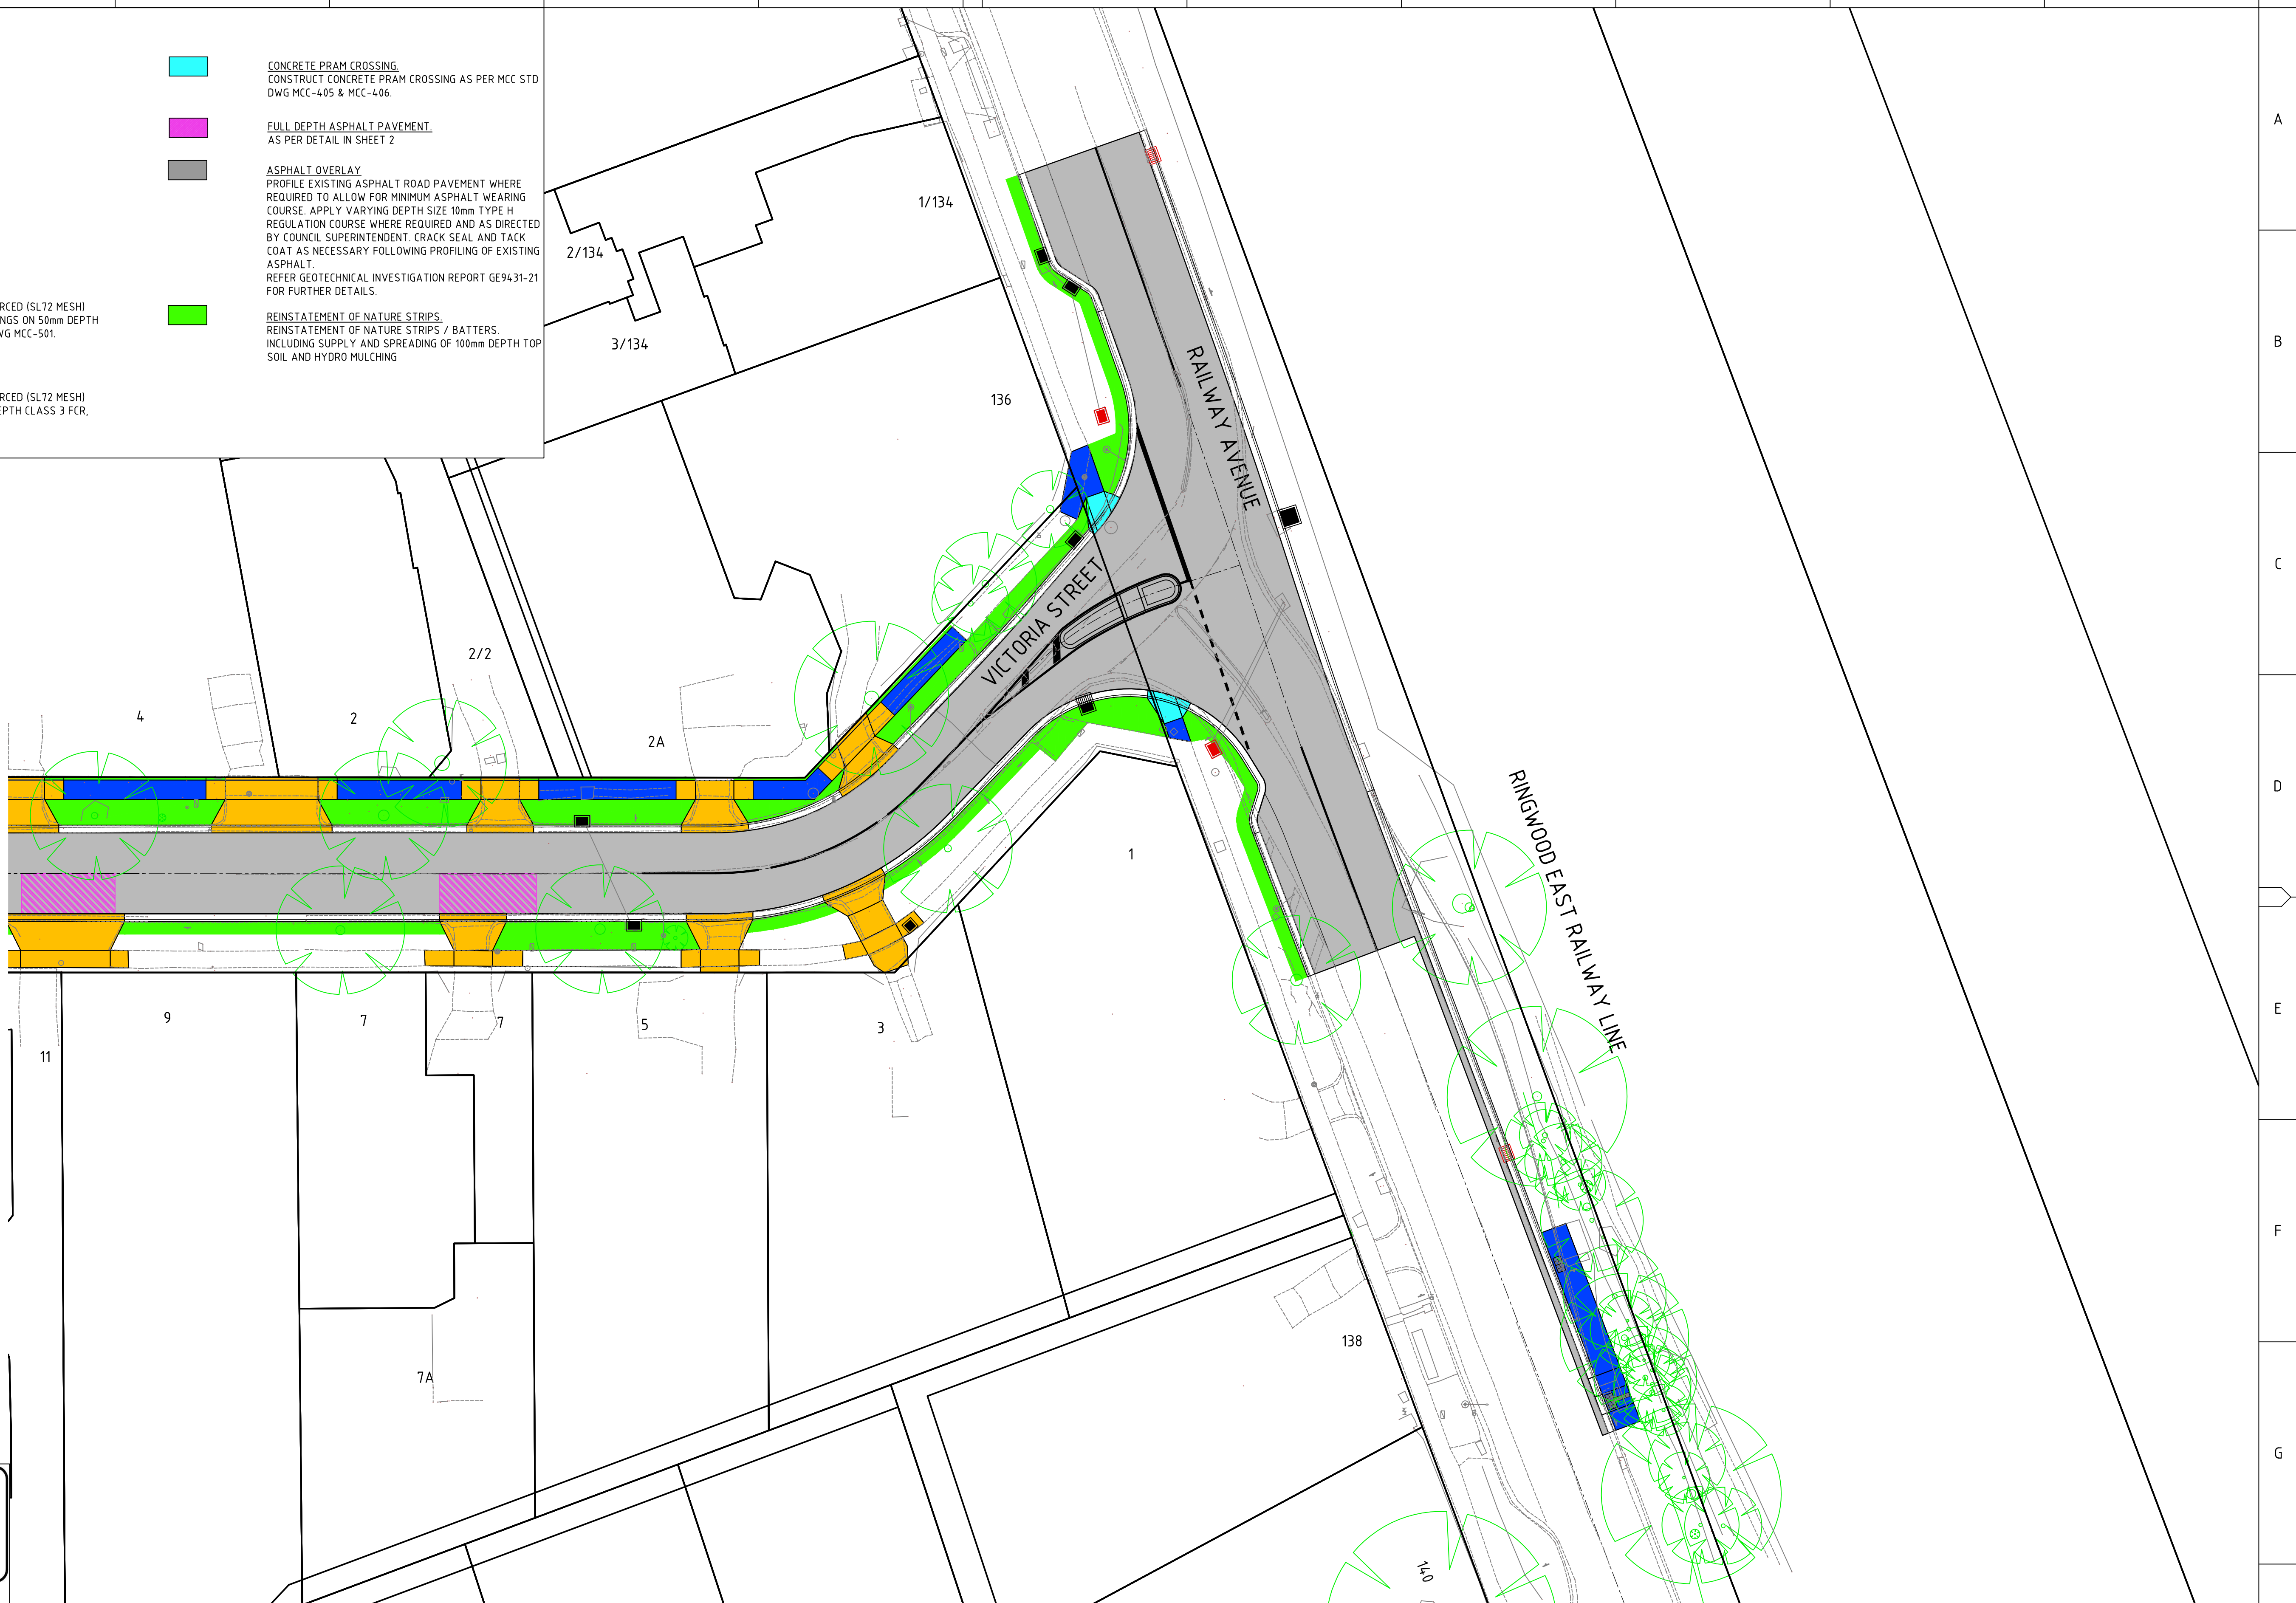 CONCRETE PRAM CROSSING.
CONSTRUCT CONCRETE PRAM CROSSING AS PER MCC STD
DWG MCC-405 & MCC-406.
FULL DEPTH ASPHALT PAVEMENT.
AS PER DETAIL IN SHEET 2
ASPHALT OVERLAY
PROFILE EXISTING ASPHALT ROAD PAVEMENT WHERE
REQUIRED TO ALLOW FOR MINIMUM ASPHALT WEARING
COURSE. APPLY VARYING DEPTH SIZE 10mm TYPE H
REGULATION COURSE WHERE REQUIRED AND AS DIRECTED
BY COUNCIL SUPERINTENDENT. CRACK SEAL AND TACK
COAT AS NECESSARY FOLLOWING PROFILING OF EXISTING
ASPHALT.
REFER GEOTECHNICAL INVESTIGATION REPORT GE9431-21
FOR FURTHER DETAILS.
REINSTATEMENT OF NATURE STRIPS.
REINSTATEMENT OF NATURE STRIPS / BATTERS.
INCLUDING SUPPLY AND SPREADING OF 100mm DEPTH TOP
SOIL AND HYDRO MULCHING
RCED (SL72 MESH)
NGS ON 50mm DEPTH
WG MCC-501.
RCED (SL72 MESH)
EPTH CLASS 3 FCR,
A
B
C
D
E
F
G
1/134
2/134
3/134
136
RAILWAY AVENUE
VICTORIA STREET
2/2
4
2
2A
1
RINGWOOD EAST RAILWAY LINE
11
9
7
7
5
3
7A
138
140